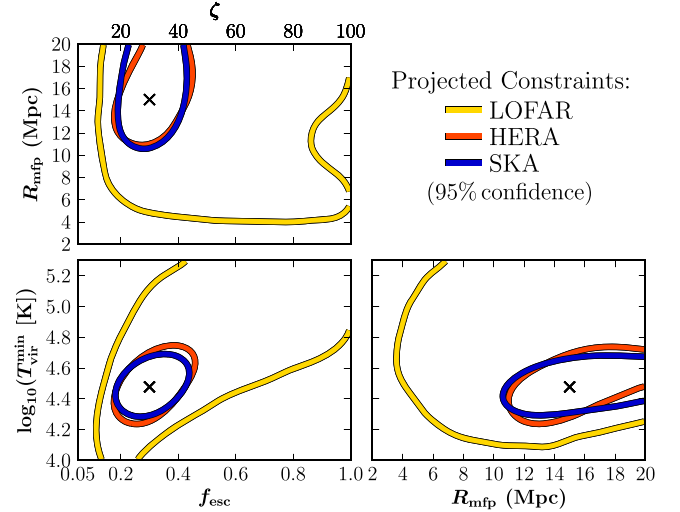 ζ
20 40 60 80 100
20
18
16
14
12
10
8
6
4
2
R_mfp (Mpc)
Projected Constraints:
LOFAR
HERA
SKA
(95% confidence)
5.2
5.0
4.8
4.6
4.4
4.2
4.0
log₁₀(T_vir^min [K])
0.05 0.2 0.4 0.6 0.8 1.0
f_esc
2 4 6 8 10 12 14 16 18 20
R_mfp (Mpc)